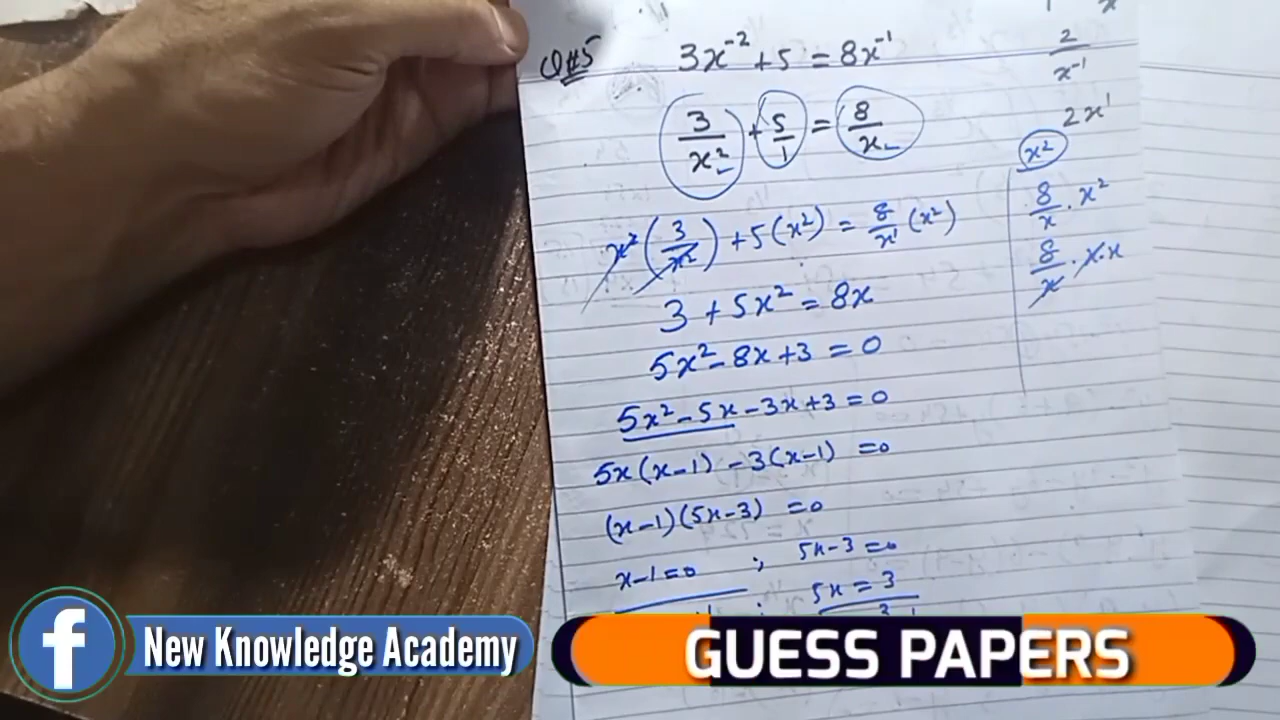 Q#5 3x⁻² + 5 = 8x⁻¹
3/x² + 5/1 = 8/x
x²(3/x²) + 5(x²) = 8/x¹ (x²)
3 + 5x² = 8x
5x² - 8x + 3 = 0
5x² - 5x - 3x + 3 = 0
5x(x-1) - 3(x-1) = 0
(x-1)(5x-3) = 0
x-1=0 ; 5x-3=0
; 5x = 3
2/x⁻¹
2x¹
x²
8/x · x²
8/x · x·x
f New Knowledge Academy
GUESS PAPERS